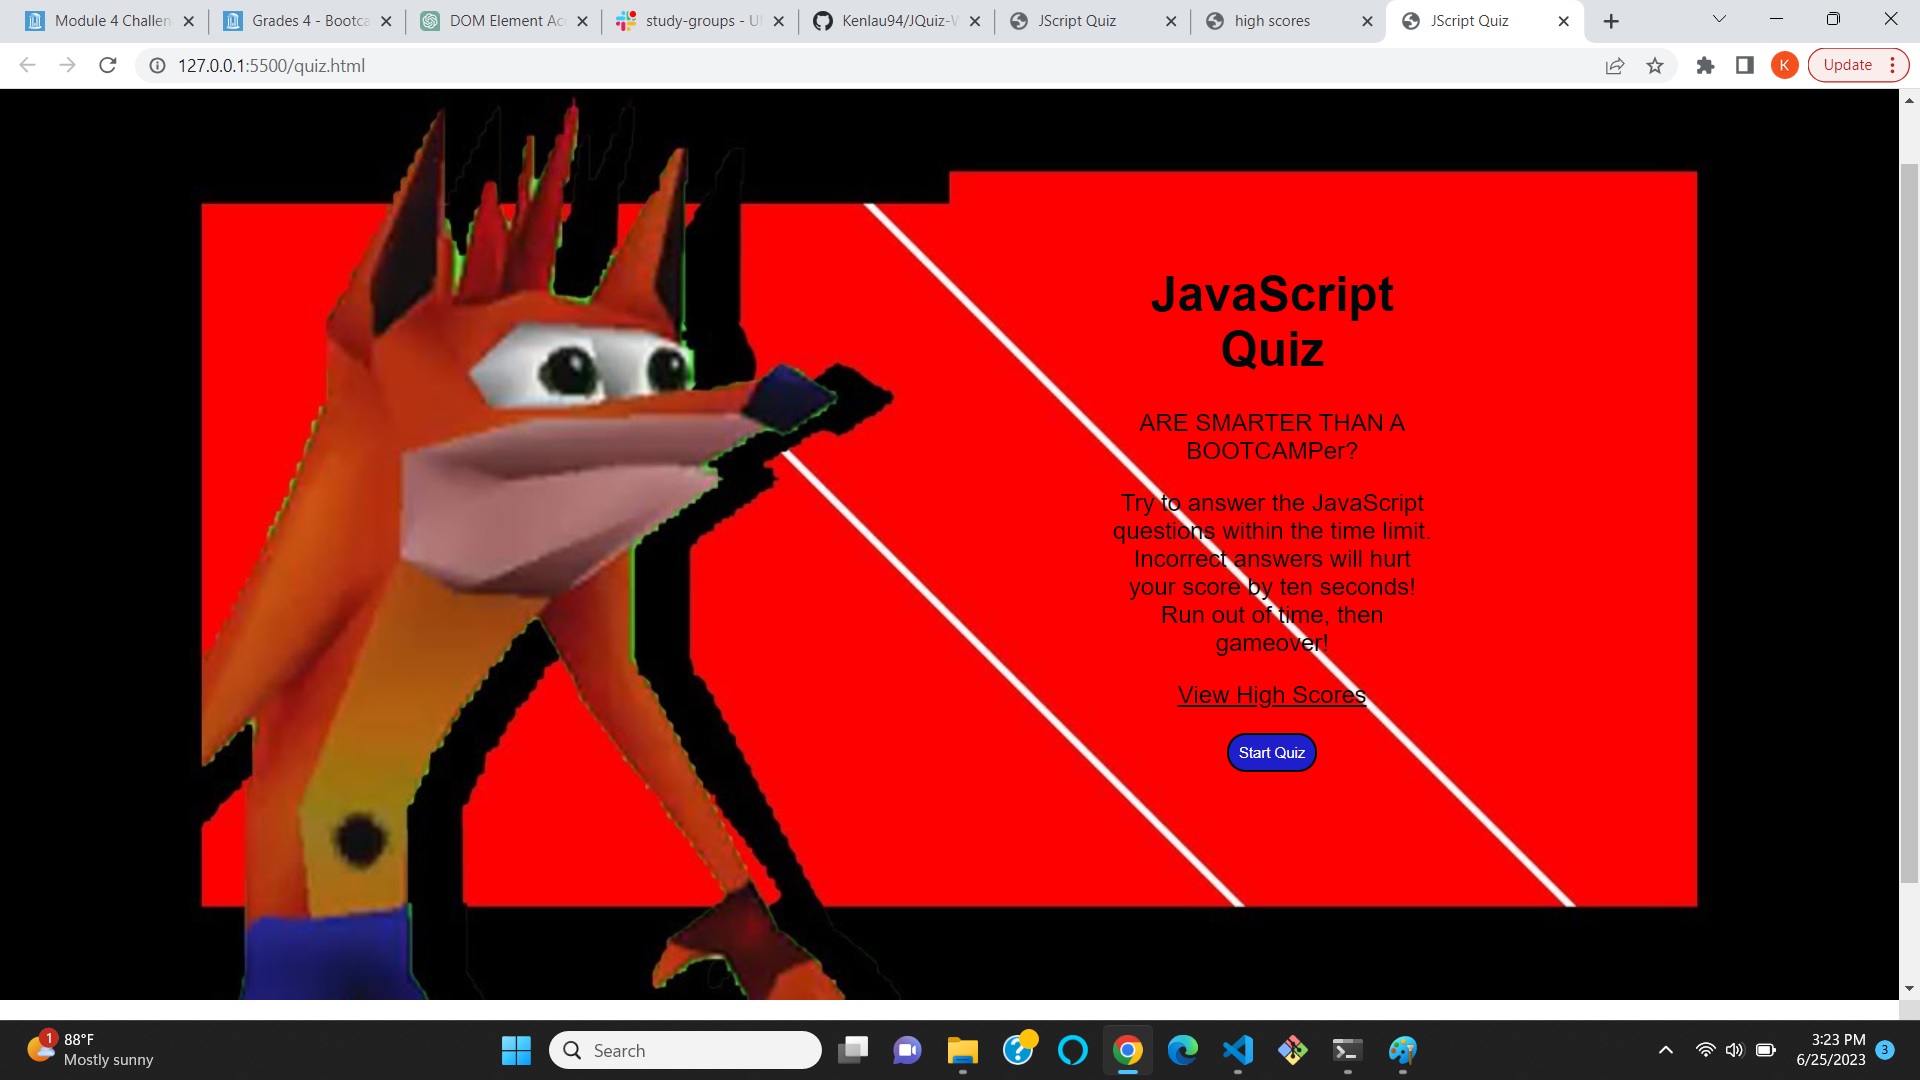 Module 4 Challen
Grades 4 - Bootca
DOM Element Ac
study-groups - U
Kenlau94/JQuiz-W
JScript Quiz
high scores
JScript Quiz
127.0.0.1:5500/quiz.html
K
Update
JavaScript
Quiz
ARE SMARTER THAN A
BOOTCAMPer?
Try to answer the JavaScript
questions within the time limit.
Incorrect answers will hurt
your score by ten seconds!
Run out of time, then
gameover!
View High Scores
Start Quiz
1
88°F
Mostly sunny
Search
3:23 PM
6/25/2023
3